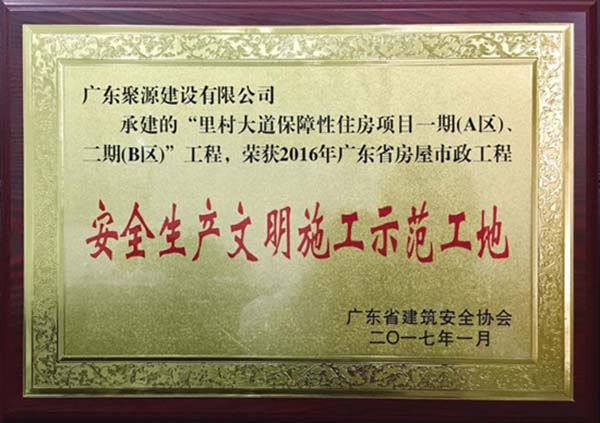 广东聚源建设有限公司
承建的“里村大道保障性住房项目一期(A区)、
二期(B区)”工程，荣获2016年广东省房屋市政工程
安全生产文明施工示范工地
广东省建筑安全协会
二〇一七年一月